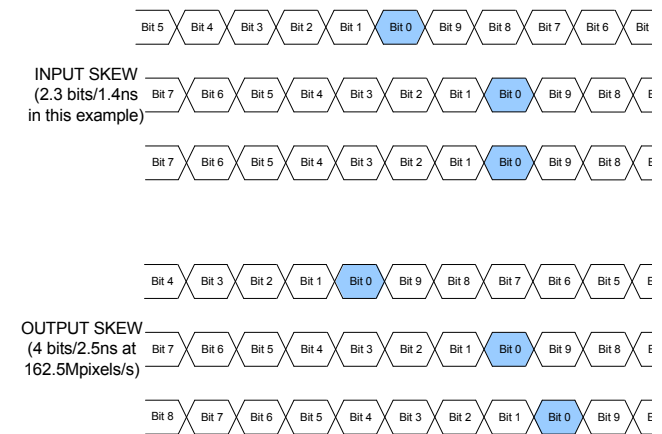 Bit 5 Bit 4 Bit 3 Bit 2 Bit 1 Bit 0 Bit 9 Bit 8 Bit 7 Bit 6 Bit
INPUT SKEW
(2.3 bits/1.4ns
in this example)
Bit 7 Bit 6 Bit 5 Bit 4 Bit 3 Bit 2 Bit 1 Bit 0 Bit 9 Bit 8
Bit 7 Bit 6 Bit 5 Bit 4 Bit 3 Bit 2 Bit 1 Bit 0 Bit 9 Bit 8
Bit 4 Bit 3 Bit 2 Bit 1 Bit 0 Bit 9 Bit 8 Bit 7 Bit 6 Bit 5
OUTPUT SKEW
(4 bits/2.5ns at
162.5Mpixels/s)
Bit 7 Bit 6 Bit 5 Bit 4 Bit 3 Bit 2 Bit 1 Bit 0 Bit 9 Bit 8
Bit 8 Bit 7 Bit 6 Bit 5 Bit 4 Bit 3 Bit 2 Bit 1 Bit 0 Bit 9